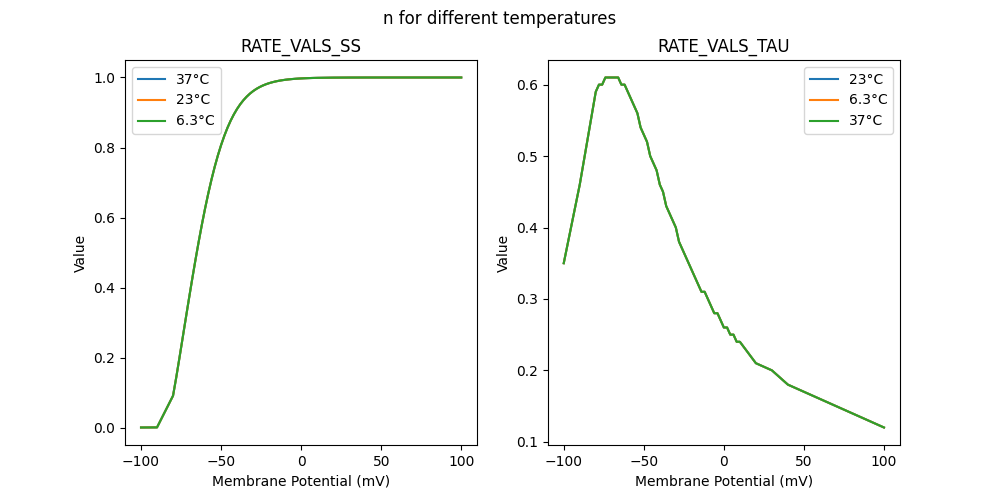 n for different temperatures
RATE_VALS_SS
37°C
23°C
6.3°C
1.0
0.8
0.6
0.4
0.2
0.0
Value
−100
−50
0
50
100
Membrane Potential (mV)
RATE_VALS_TAU
23°C
6.3°C
37°C
0.6
0.5
0.4
0.3
0.2
0.1
Value
−100
−50
0
50
100
Membrane Potential (mV)